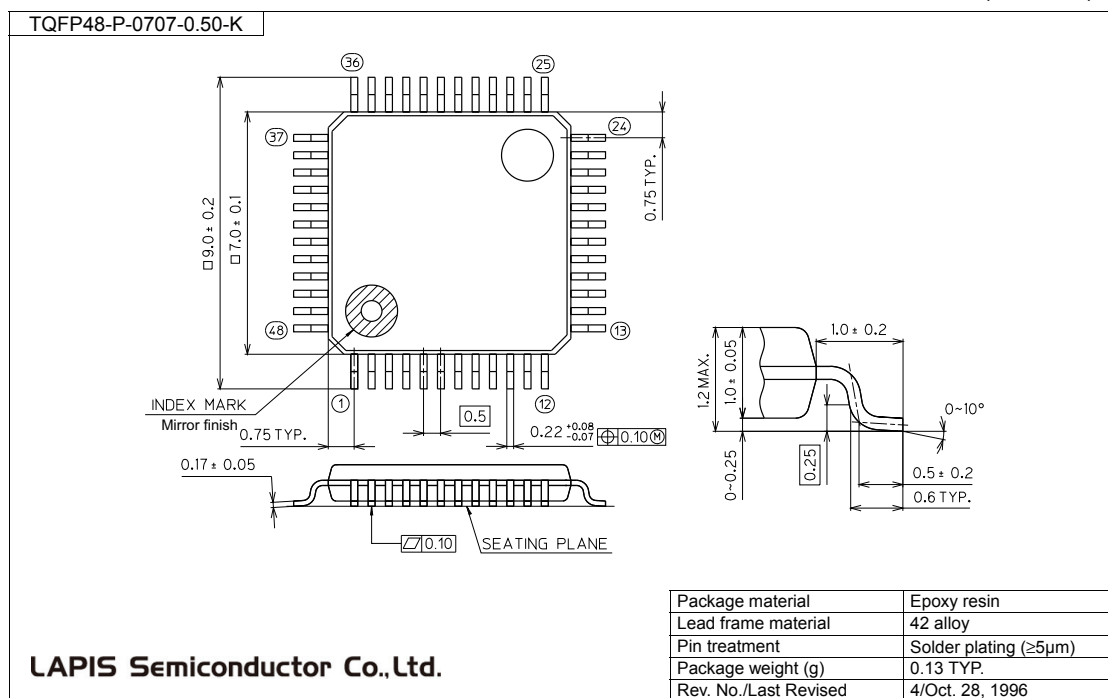 TQFP48-P-0707-0.50-K
36
25
37
24
0.75 TYP.
□9.0± 0.2
□7.0± 0.1
48
13
1
12
INDEX MARK
Mirror finish
0.75 TYP.
0.5
0.22 +0.08 -0.07
⌖ 0.10 Ⓜ
1.0± 0.2
1.2 MAX.
1.0± 0.05
0~10°
0~0.25
0.25
0.5± 0.2
0.6 TYP.
0.17± 0.05
⏥ 0.10
SEATING PLANE
Package material Epoxy resin
Lead frame material 42 alloy
Pin treatment Solder plating (≥5μm)
Package weight (g) 0.13 TYP.
Rev. No./Last Revised 4/Oct. 28, 1996
LAPIS Semiconductor Co., Ltd.